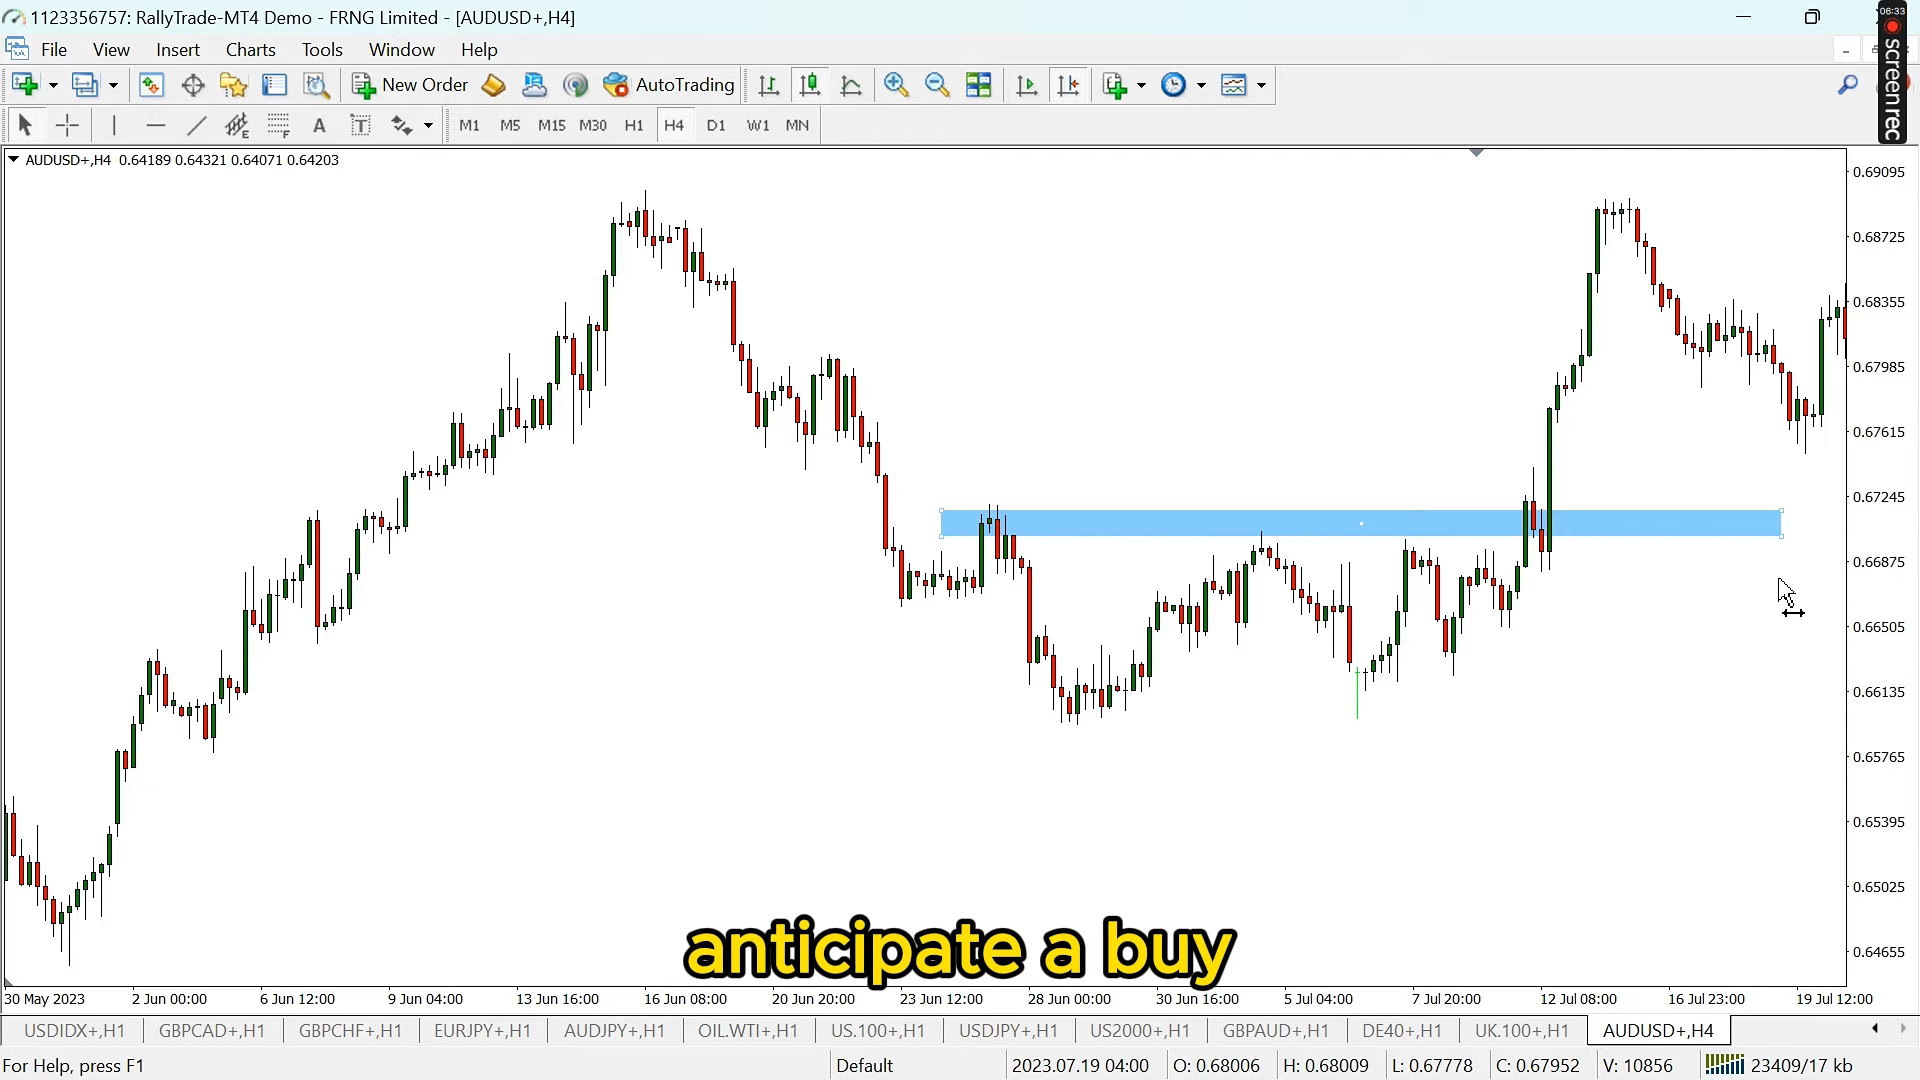 1123356757: RallyTrade-MT4 Demo - FRNG Limited - [AUDUSD+,H4]
06:33
screen rec
File View Insert Charts Tools Window Help
New Order AutoTrading
A T M1 M5 M15 M30 H1 H4 D1 W1 MN
AUDUSD+,H4 0.64189 0.64321 0.64071 0.64203
0.69095
0.68725
0.68355
0.67985
0.67615
0.67245
0.66875
0.66505
0.66135
0.65765
0.65395
0.65025
0.64655
anticipate a buy
30 May 2023 2 Jun 00:00 6 Jun 12:00 9 Jun 04:00 13 Jun 16:00 16 Jun 08:00 20 Jun 20:00 23 Jun 12:00 28 Jun 00:00 30 Jun 16:00 5 Jul 04:00 7 Jul 20:00 12 Jul 08:00 16 Jul 23:00 19 Jul 12:00
USDIDX+,H1 GBPCAD+,H1 GBPCHF+,H1 EURJPY+,H1 AUDJPY+,H1 OIL.WTI+,H1 US.100+,H1 USDJPY+,H1 US2000+,H1 GBPAUD+,H1 DE40+,H1 UK.100+,H1 AUDUSD+,H4
For Help, press F1 Default 2023.07.19 04:00 O: 0.68006 H: 0.68009 L: 0.67778 C: 0.67952 V: 10856 23409/17 kb